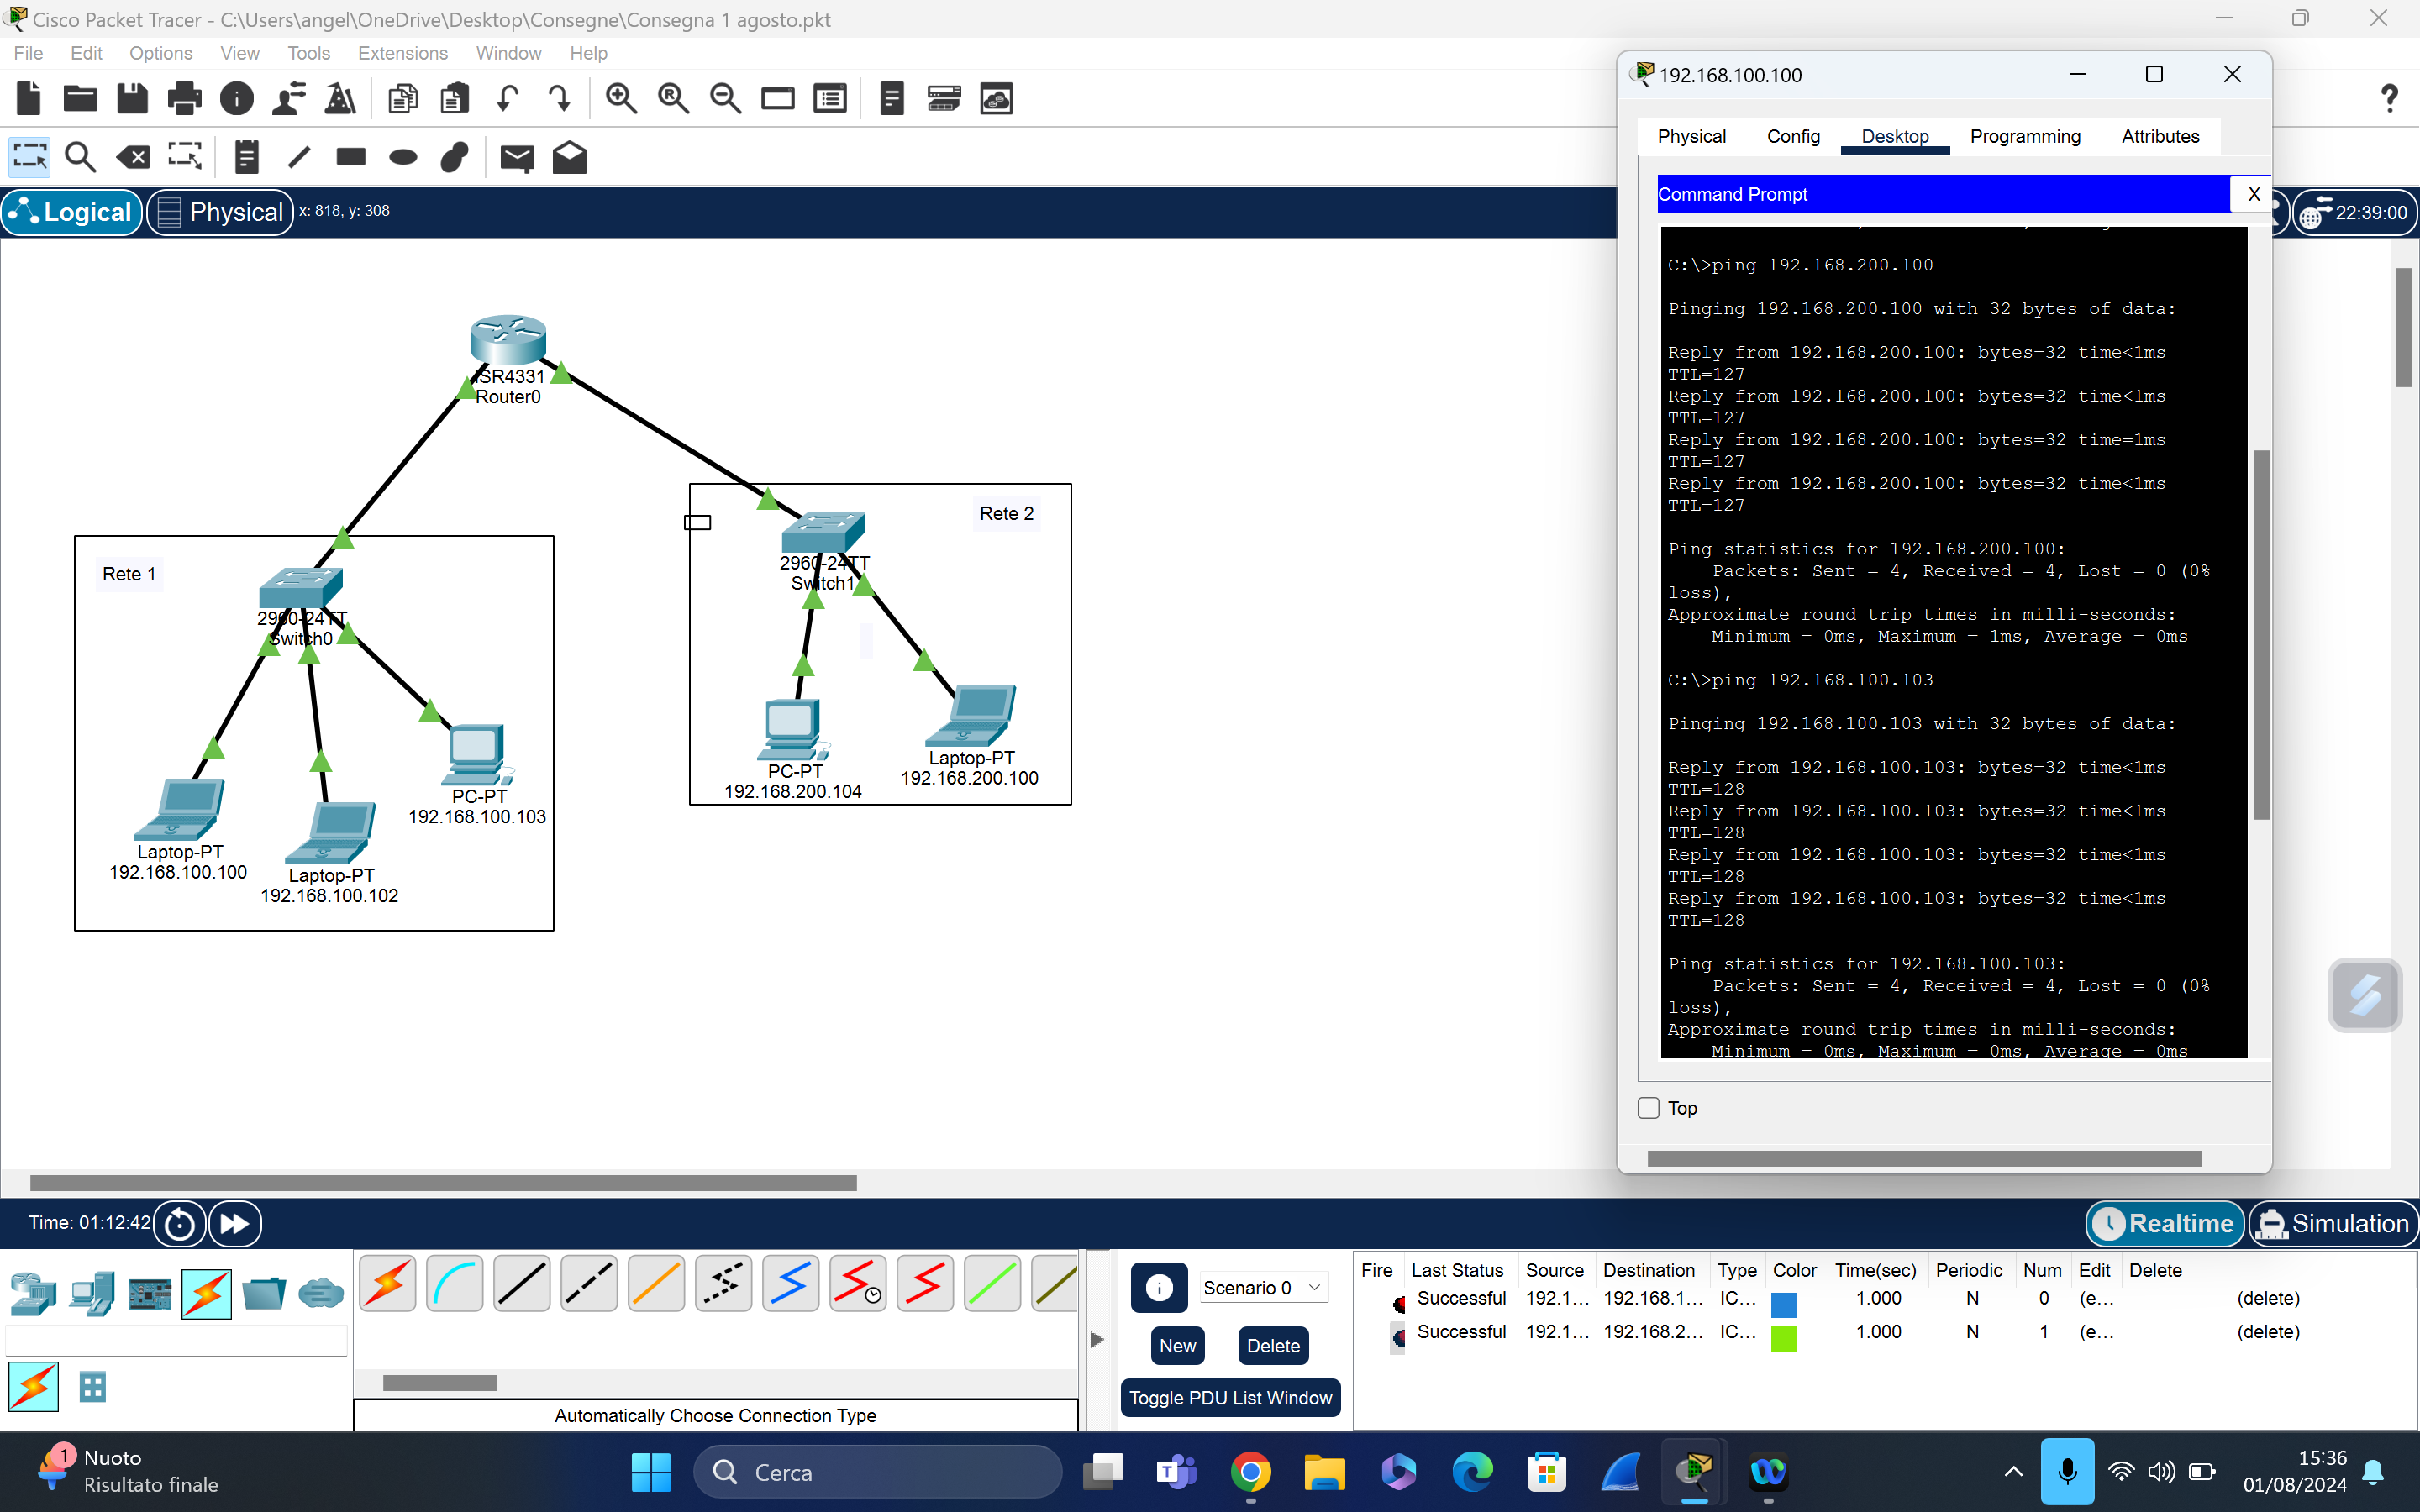 Cisco Packet Tracer - C:\Users\angel\OneDrive\Desktop\Consegne\Consegna 1 agosto.pkt
File Edit Options View Tools Extensions Window Help
Logical Physical x: 818, y: 308
22:39:00
ISR4331
Router0
Rete 1
2960-24TT
Switch0
Laptop-PT
192.168.100.100
Laptop-PT
192.168.100.102
PC-PT
192.168.100.103
Rete 2
2960-24TT
Switch1
PC-PT
192.168.200.104
Laptop-PT
192.168.200.100
192.168.100.100
Physical Config Desktop Programming Attributes
Command Prompt X
C:\>ping 192.168.200.100
Pinging 192.168.200.100 with 32 bytes of data:
Reply from 192.168.200.100: bytes=32 time<1ms
TTL=127
Reply from 192.168.200.100: bytes=32 time<1ms
TTL=127
Reply from 192.168.200.100: bytes=32 time=1ms
TTL=127
Reply from 192.168.200.100: bytes=32 time<1ms
TTL=127
Ping statistics for 192.168.200.100:
Packets: Sent = 4, Received = 4, Lost = 0 (0%
loss),
Approximate round trip times in milli-seconds:
Minimum = 0ms, Maximum = 1ms, Average = 0ms
C:\>ping 192.168.100.103
Pinging 192.168.100.103 with 32 bytes of data:
Reply from 192.168.100.103: bytes=32 time<1ms
TTL=128
Reply from 192.168.100.103: bytes=32 time<1ms
TTL=128
Reply from 192.168.100.103: bytes=32 time<1ms
TTL=128
Reply from 192.168.100.103: bytes=32 time<1ms
TTL=128
Ping statistics for 192.168.100.103:
Packets: Sent = 4, Received = 4, Lost = 0 (0%
loss),
Approximate round trip times in milli-seconds:
Minimum = 0ms, Maximum = 0ms, Average = 0ms
Top
Time: 01:12:42
Realtime Simulation
Automatically Choose Connection Type
Scenario 0
New Delete
Toggle PDU List Window
Fire Last Status Source Destination Type Color Time(sec) Periodic Num Edit Delete
Successful 192.1... 192.168.1... IC... 1.000 N 0 (e... (delete)
Successful 192.1... 192.168.2... IC... 1.000 N 1 (e... (delete)
1 Nuoto
Risultato finale
Cerca
15:36
01/08/2024